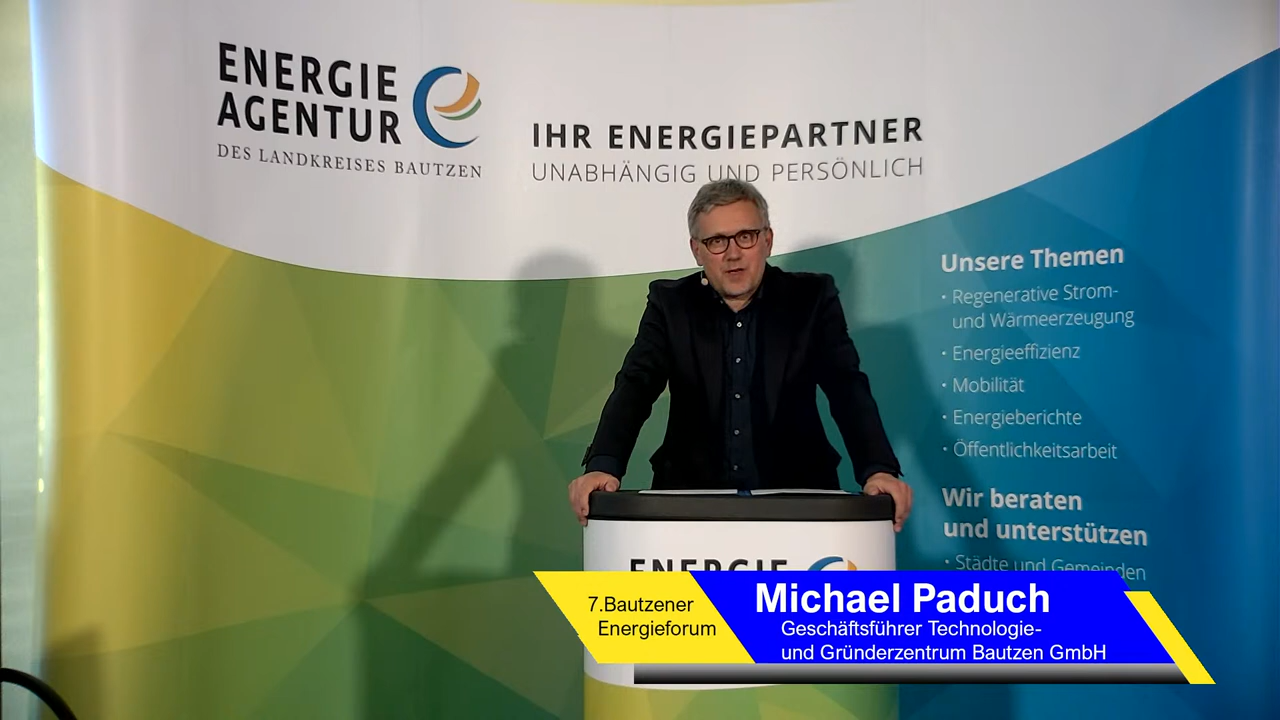 ENERGIE
AGENTUR
DES LANDKREISES BAUTZEN
IHR ENERGIEPARTNER
UNABHÄNGIG UND PERSÖNLICH
Unsere Themen
• Regenerative Strom-
und Wärmeerzeugung
• Energieeffizienz
• Mobilität
• Energieberichte
• Öffentlichkeitsarbeit
Wir beraten
und unterstützen
• Städte und Gemeinden
ENERGIE
7.Bautzener
Energieforum
Michael Paduch
Geschäftsführer Technologie-
und Gründerzentrum Bautzen GmbH